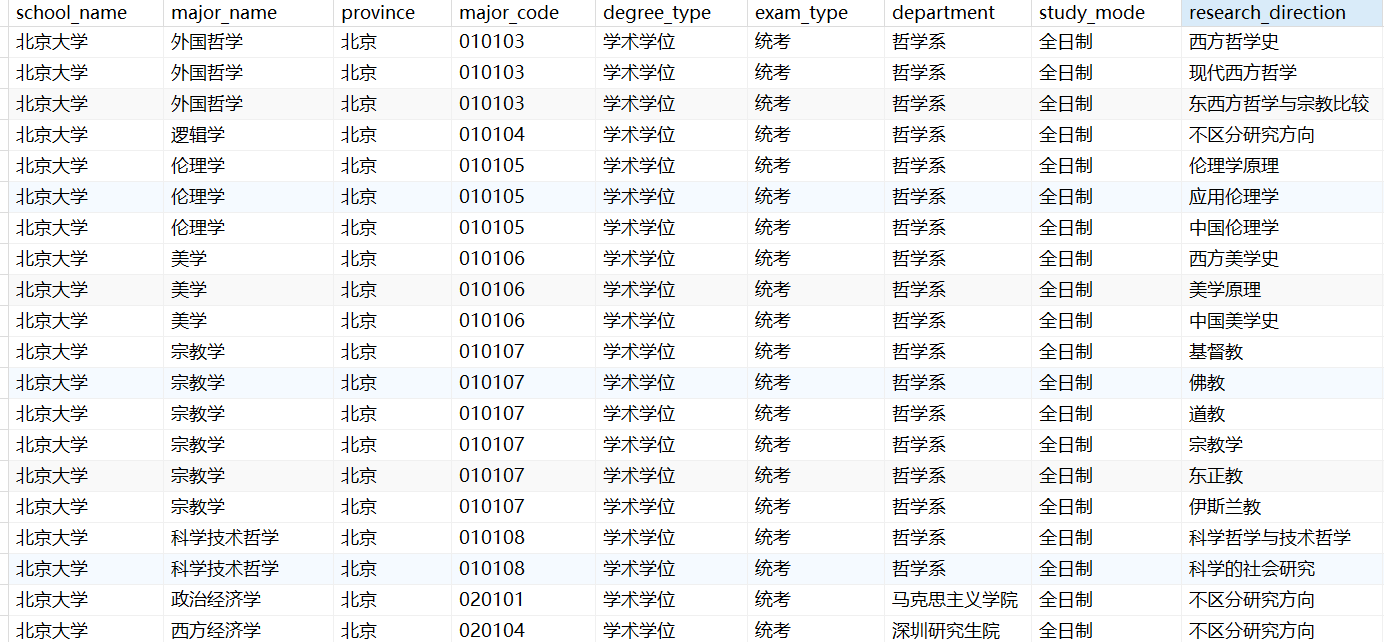 school_name major_name province major_code degree_type exam_type department study_mode research_direction
北京大学 外国哲学 北京 010103 学术学位 统考 哲学系 全日制 西方哲学史
北京大学 外国哲学 北京 010103 学术学位 统考 哲学系 全日制 现代西方哲学
北京大学 外国哲学 北京 010103 学术学位 统考 哲学系 全日制 东西方哲学与宗教比较
北京大学 逻辑学 北京 010104 学术学位 统考 哲学系 全日制 不区分研究方向
北京大学 伦理学 北京 010105 学术学位 统考 哲学系 全日制 伦理学原理
北京大学 伦理学 北京 010105 学术学位 统考 哲学系 全日制 应用伦理学
北京大学 伦理学 北京 010105 学术学位 统考 哲学系 全日制 中国伦理学
北京大学 美学 北京 010106 学术学位 统考 哲学系 全日制 西方美学史
北京大学 美学 北京 010106 学术学位 统考 哲学系 全日制 美学原理
北京大学 美学 北京 010106 学术学位 统考 哲学系 全日制 中国美学史
北京大学 宗教学 北京 010107 学术学位 统考 哲学系 全日制 基督教
北京大学 宗教学 北京 010107 学术学位 统考 哲学系 全日制 佛教
北京大学 宗教学 北京 010107 学术学位 统考 哲学系 全日制 道教
北京大学 宗教学 北京 010107 学术学位 统考 哲学系 全日制 宗教学
北京大学 宗教学 北京 010107 学术学位 统考 哲学系 全日制 东正教
北京大学 宗教学 北京 010107 学术学位 统考 哲学系 全日制 伊斯兰教
北京大学 科学技术哲学 北京 010108 学术学位 统考 哲学系 全日制 科学哲学与技术哲学
北京大学 科学技术哲学 北京 010108 学术学位 统考 哲学系 全日制 科学的社会研究
北京大学 政治经济学 北京 020101 学术学位 统考 马克思主义学院 全日制 不区分研究方向
北京大学 西方经济学 北京 020104 学术学位 统考 深圳研究生院 全日制 不区分研究方向